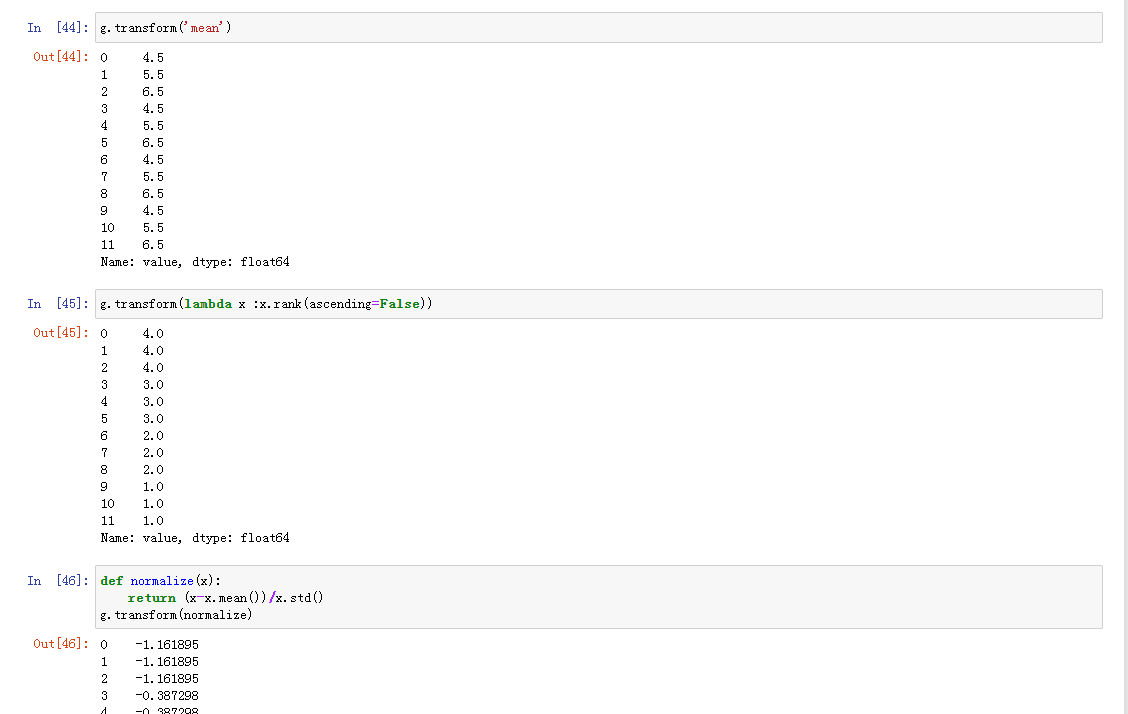 In [44]: g.transform('mean')
Out[44]: 0 4.5
1 5.5
2 6.5
3 4.5
4 5.5
5 6.5
6 4.5
7 5.5
8 6.5
9 4.5
10 5.5
11 6.5
Name: value, dtype: float64
In [45]: g.transform(lambda x :x.rank(ascending=False))
Out[45]: 0 4.0
1 4.0
2 4.0
3 3.0
4 3.0
5 3.0
6 2.0
7 2.0
8 2.0
9 1.0
10 1.0
11 1.0
Name: value, dtype: float64
In [46]: def normalize(x):
return (x-x.mean())/x.std()
g.transform(normalize)
Out[46]: 0 -1.161895
1 -1.161895
2 -1.161895
3 -0.387298
4 -0.387298